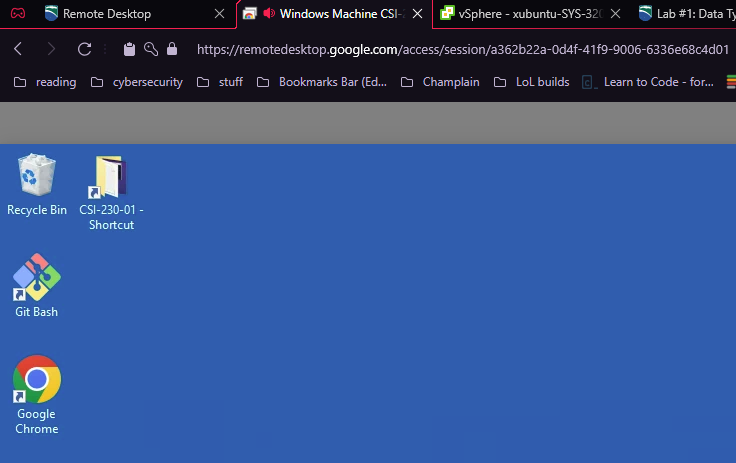 Remote Desktop
Windows Machine CSI-2
vSphere - xubuntu-SYS-320
Lab #1: Data Ty
https://remotedesktop.google.com/access/session/a362b22a-0d4f-41f9-9006-6336e68c4d01
reading
cybersecurity
stuff
Bookmarks Bar (Ed...
Champlain
LoL builds
Learn to Code - for...
Recycle Bin
CSI-230-01 -
Shortcut
Git Bash
Google
Chrome